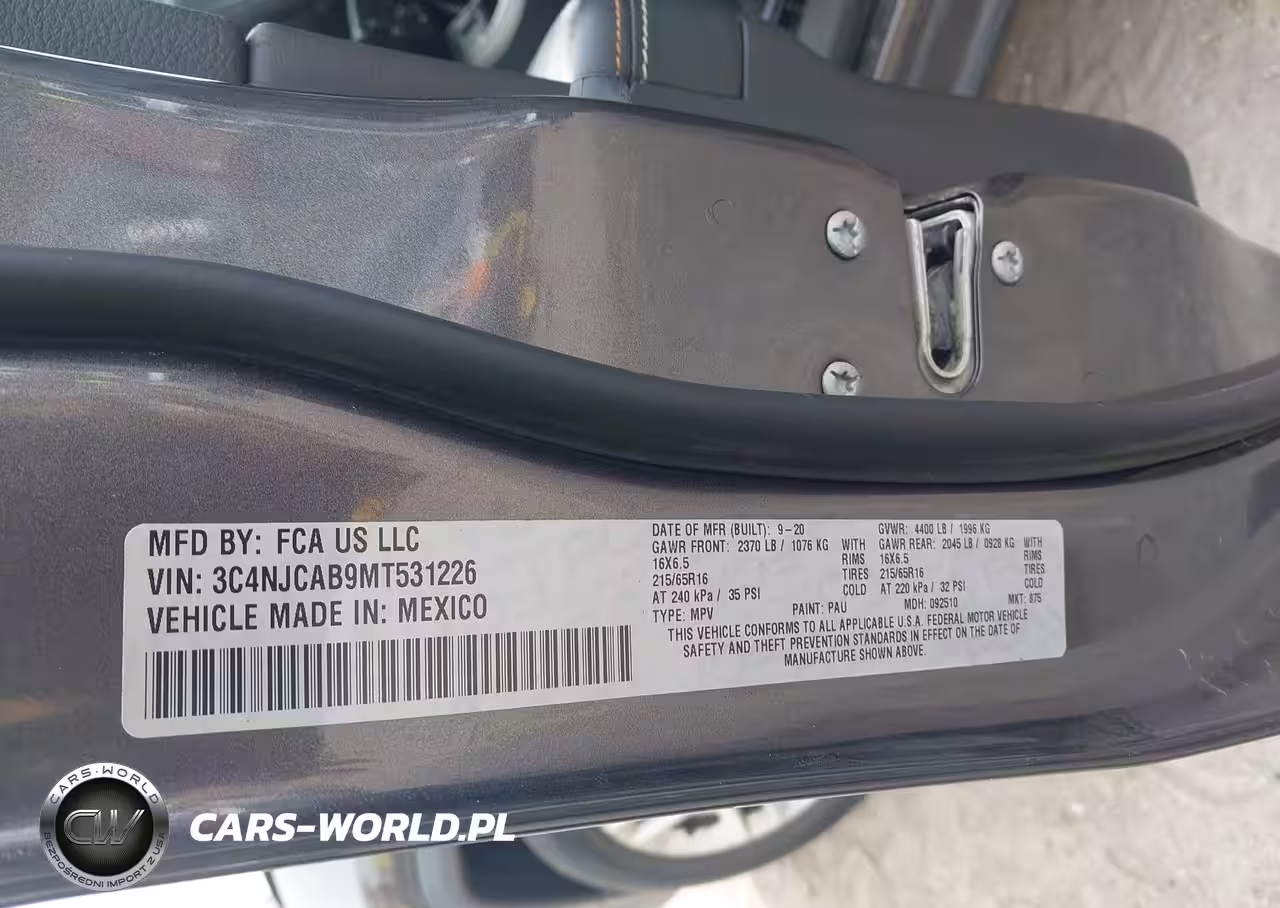 MFD BY: FCA US LLC
VIN: 3C4NJCAB9MT531226
VEHICLE MADE IN: MEXICO
DATE OF MFR (BUILT): 9-20 GVWR: 4400 LB / 1996 KG
GAWR FRONT: 2370 LB / 1076 KG WITH GAWR REAR: 2045 LB / 0928 KG WITH
16X6.5 RIMS 16X6.5 RIMS
215/65R16 TIRES 215/65R16 TIRES
AT 240 kPa / 35 PSI COLD AT 220 kPa / 32 PSI COLD
TYPE: MPV PAINT: PAU MDH: 092510 MKT: 875
THIS VEHICLE CONFORMS TO ALL APPLICABLE U.S.A. FEDERAL MOTOR VEHICLE
SAFETY AND THEFT PREVENTION STANDARDS IN EFFECT ON THE DATE OF
MANUFACTURE SHOWN ABOVE.
CARS-WORLD
CW
BEZPOŚREDNI IMPORT Z USA
CARS-WORLD.PL